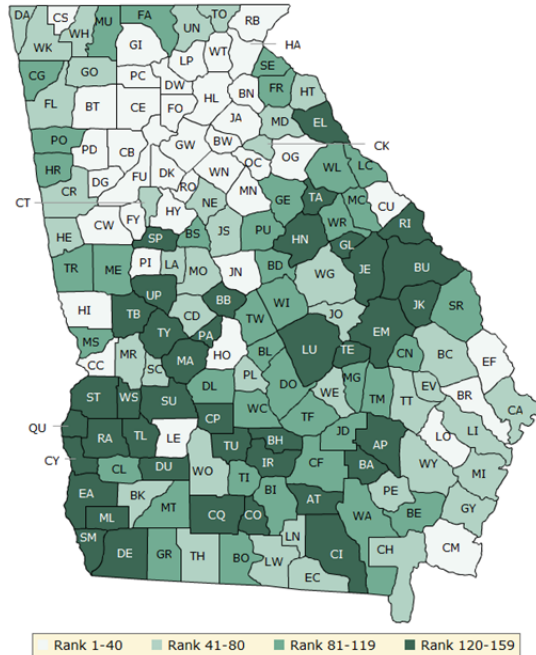 DA CS MU FA UN TO RB
WK WH GI LP WT HA
CG GO PC DW HL BN SE FR HT
FL BT CE FO JA MD EL
PO PD CB GW BW CK
HR DG FU DK WN OC OG WL LC
CT CR RO MN GE TA MC CU
HE CW FY HY NE WR RI
SP BS JS PU HN GL
TR ME PI LA MO JN BD WG JE BU
HI UP CD BB WI JO JK SR
TB TY PA TW EM
MS MR MA HO BL LU TE CN BC EF
CC SC DL PL DO MG EV BR
ST WS SU WE TM TT CA
QU CP WC TF LI
RA TL LE TU BH JD AP LO
CY CL DU WO IR CF BA WY MI
EA BK TI BI AT PE GY
ML MT CQ CO WA BE
SM LN
DE GR TH BO LW CI CH CM
EC
Rank 1-40 Rank 41-80 Rank 81-119 Rank 120-159